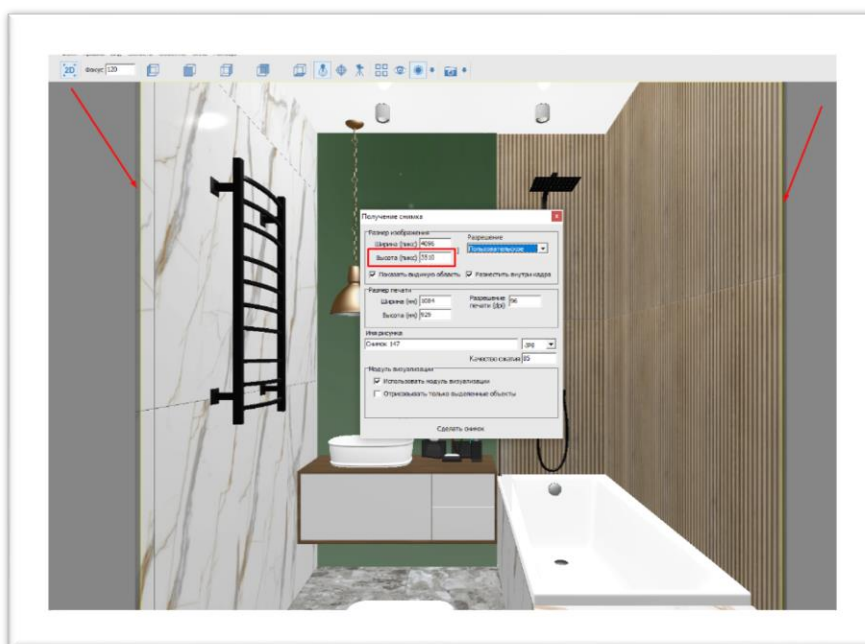 2D Фокус: 120
Получение снимка
Размер изображения
Разрешение
Ширина (пикс) 4096
Пользовательское
Высота (пикс) 3510
Показать видимую область
Разместить внутри кадра
Размер печати
Ширина (мм) 1084
Разрешение печати (dpi) 96
Высота (мм) 929
Имя рисунка
Снимок 147
.jpg
Качество сжатия 85
Модуль визуализации
Использовать модуль визуализации
Отрисовывать только выделенные объекты
Сделать снимок